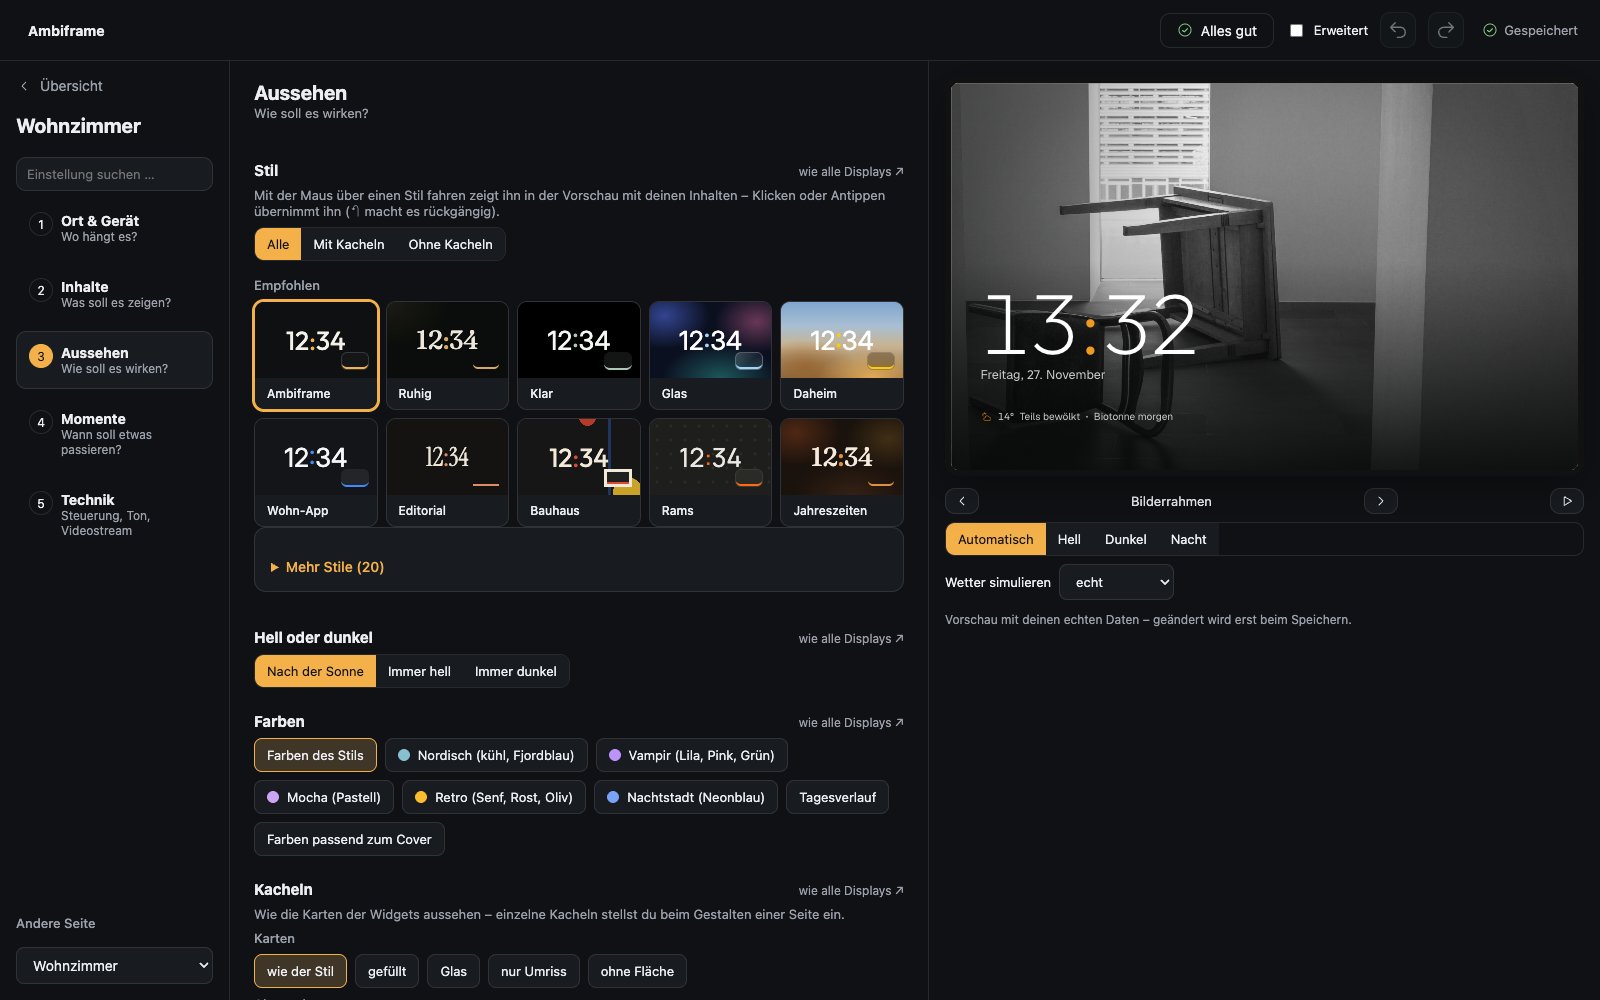 Ambiframe
Alles gut
Erweitert
Gespeichert
Übersicht
Wohnzimmer
Einstellung suchen ...
1
Ort & Gerät
Wo hängt es?
2
Inhalte
Was soll es zeigen?
3
Aussehen
Wie soll es wirken?
4
Momente
Wann soll etwas
passieren?
5
Technik
Steuerung, Ton,
Videostream
Andere Seite
Wohnzimmer
Aussehen
Wie soll es wirken?
Stil
wie alle Displays ↗
Mit der Maus über einen Stil fahren zeigt ihn in der Vorschau mit deinen Inhalten – Klicken oder Antippen
übernimmt ihn (↶ macht es rückgängig).
Alle
Mit Kacheln
Ohne Kacheln
Empfohlen
12:34
12:34
12:34
12:34
12:34
Ambiframe
Ruhig
Klar
Glas
Daheim
12:34
12:34
12:34
12:34
12:34
Wohn-App
Editorial
Bauhaus
Rams
Jahreszeiten
Mehr Stile (20)
Hell oder dunkel
wie alle Displays ↗
Nach der Sonne
Immer hell
Immer dunkel
Farben
wie alle Displays ↗
Farben des Stils
Nordisch (kühl, Fjordblau)
Vampir (Lila, Pink, Grün)
Mocha (Pastell)
Retro (Senf, Rost, Oliv)
Nachtstadt (Neonblau)
Tagesverlauf
Farben passend zum Cover
Kacheln
wie alle Displays ↗
Wie die Karten der Widgets aussehen – einzelne Kacheln stellst du beim Gestalten einer Seite ein.
Karten
wie der Stil
gefüllt
Glas
nur Umriss
ohne Fläche
13:32
Freitag, 27. November
14° Teils bewölkt · Biotonne morgen
Bilderrahmen
Automatisch
Hell
Dunkel
Nacht
Wetter simulieren
echt
Vorschau mit deinen echten Daten – geändert wird erst beim Speichern.